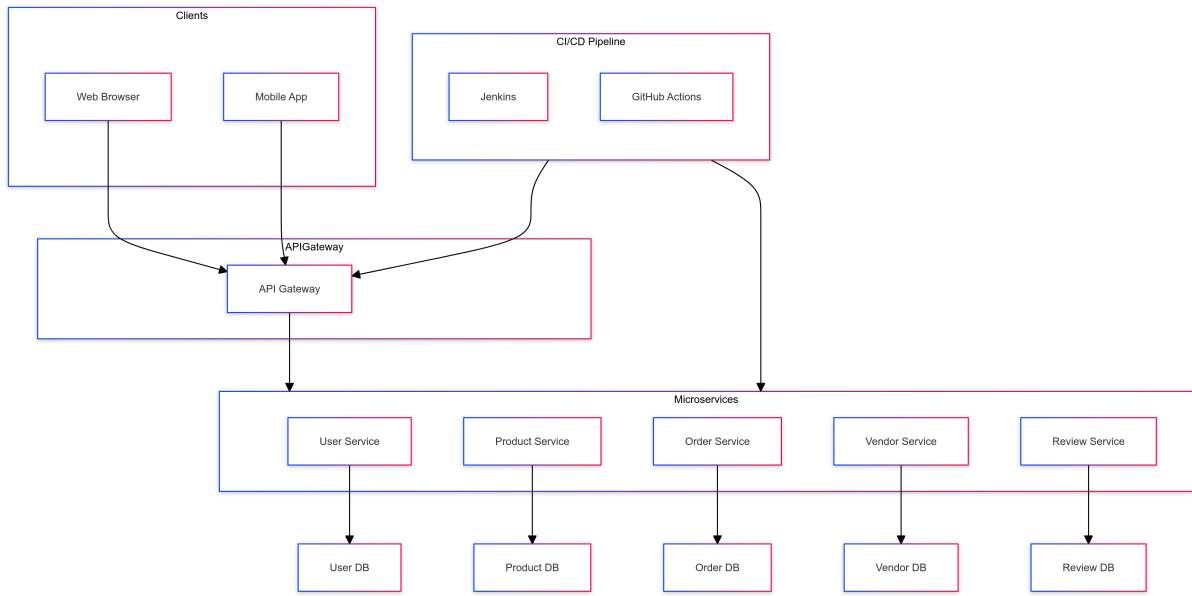 Clients
Web Browser
Mobile App
CI/CD Pipeline
Jenkins
GitHub Actions
APIGateway
API Gateway
Microservices
User Service
Product Service
Order Service
Vendor Service
Review Service
User DB
Product DB
Order DB
Vendor DB
Review DB